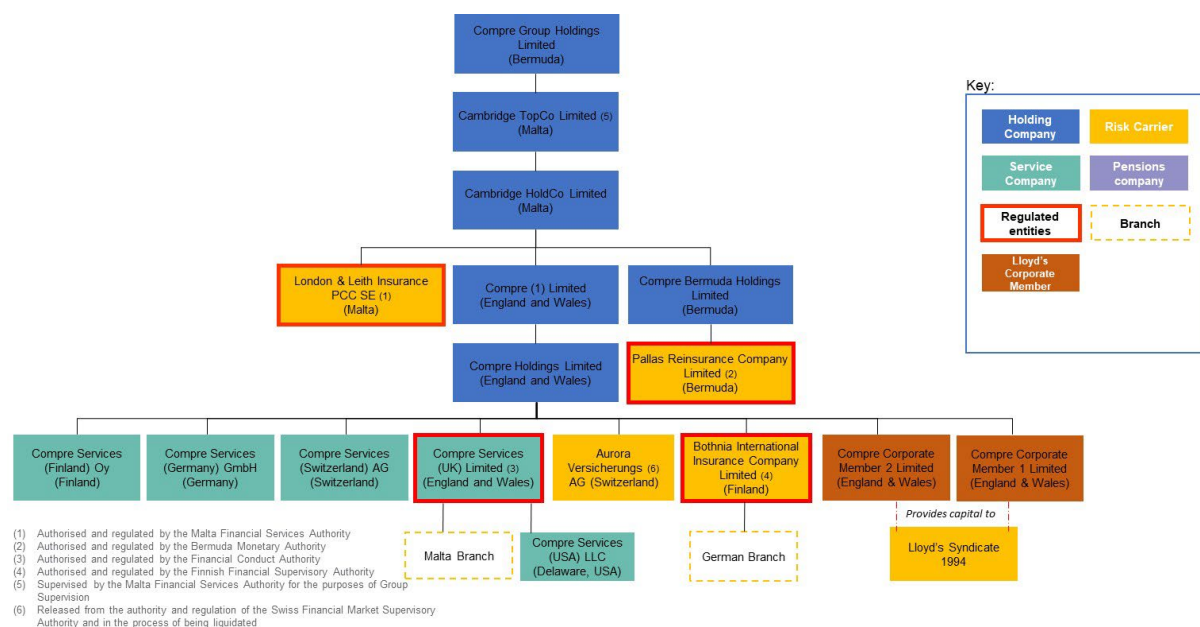 Compre Group Holdings
Limited
(Bermuda)
Key:
Holding
Company
Risk Carrier
Service
Company
Pensions
company
Regulated
entities
Branch
Lloyd's
Corporate
Member
Cambridge TopCo Limited (5)
(Malta)
Cambridge HoldCo Limited
(Malta)
London & Leith Insurance
PCC SE (1)
(Malta)
Compre (1) Limited
(England and Wales)
Compre Bermuda Holdings
Limited
(Bermuda)
Compre Holdings Limited
(England and Wales)
Pallas Reinsurance Company
Limited (2)
(Bermuda)
Compre Services
(Finland) Oy
(Finland)
Compre Services
(Germany) GmbH
(Germany)
Compre Services
(Switzerland) AG
(Switzerland)
Compre Services
(UK) Limited (3)
(England and Wales)
Aurora
Versicherungs (6)
AG (Switzerland)
Bothnia International
Insurance Company
Limited (4)
(Finland)
Compre Corporate
Member 2 Limited
(England & Wales)
Compre Corporate
Member 1 Limited
(England & Wales)
Provides capital to
Malta Branch
Compre Services
(USA) LLC
(Delaware, USA)
German Branch
Lloyd's Syndicate
1994
(1) Authorised and regulated by the Malta Financial Services Authority
(2) Authorised and regulated by the Bermuda Monetary Authority
(3) Authorised and regulated by the Financial Conduct Authority
(4) Authorised and regulated by the Finnish Financial Supervisory Authority
(5) Supervised by the Malta Financial Services Authority for the purposes of Group
Supervision
(6) Released from the authority and regulation of the Swiss Financial Market Supervisory
Authority and in the process of being liquidated